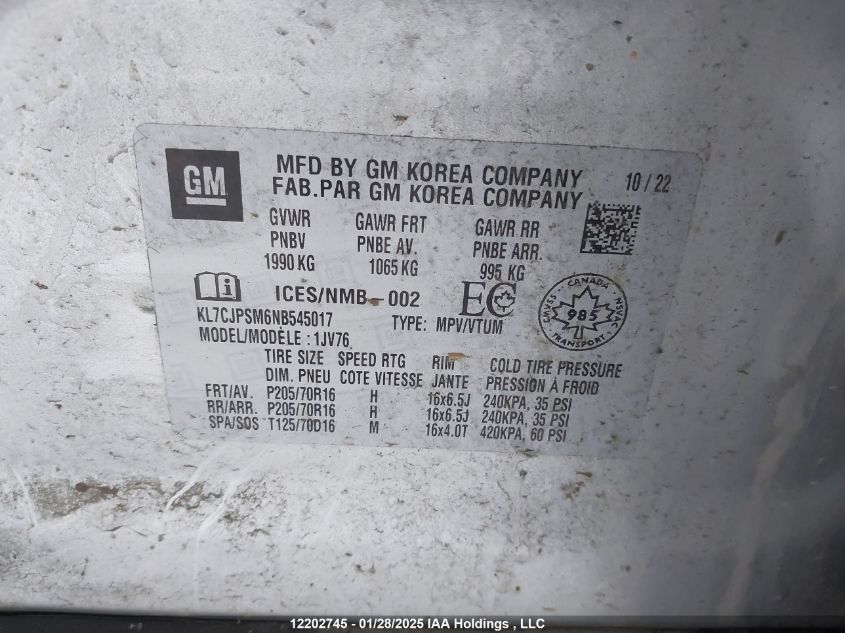 GM
MFD BY GM KOREA COMPANY 10 / 22
FAB.PAR GM KOREA COMPANY
GVWR GAWR FRT GAWR RR
PNBV PNBE AV. PNBE ARR.
1990 KG 1065 KG 995 KG
ICES/NMB - 002 EC
KL7CJPSM6NB545017 TYPE: MPV/VTUM
MODEL/MODÈLE : 1JV76
CANADA
CMVSS 985 NSVAC
TRANSPORT
TIRE SIZE SPEED RTG RIM COLD TIRE PRESSURE
DIM. PNEU COTE VITESSE JANTE PRESSION À FROID
FRT/AV. P205/70R16 H 16x6.5J 240KPA, 35 PSI
RR/ARR. P205/70R16 H 16x6.5J 240KPA, 35 PSI
SPA/SOS T125/70D16 M 16x4.0T 420KPA, 60 PSI
12202745 - 01/28/2025 IAA Holdings , LLC